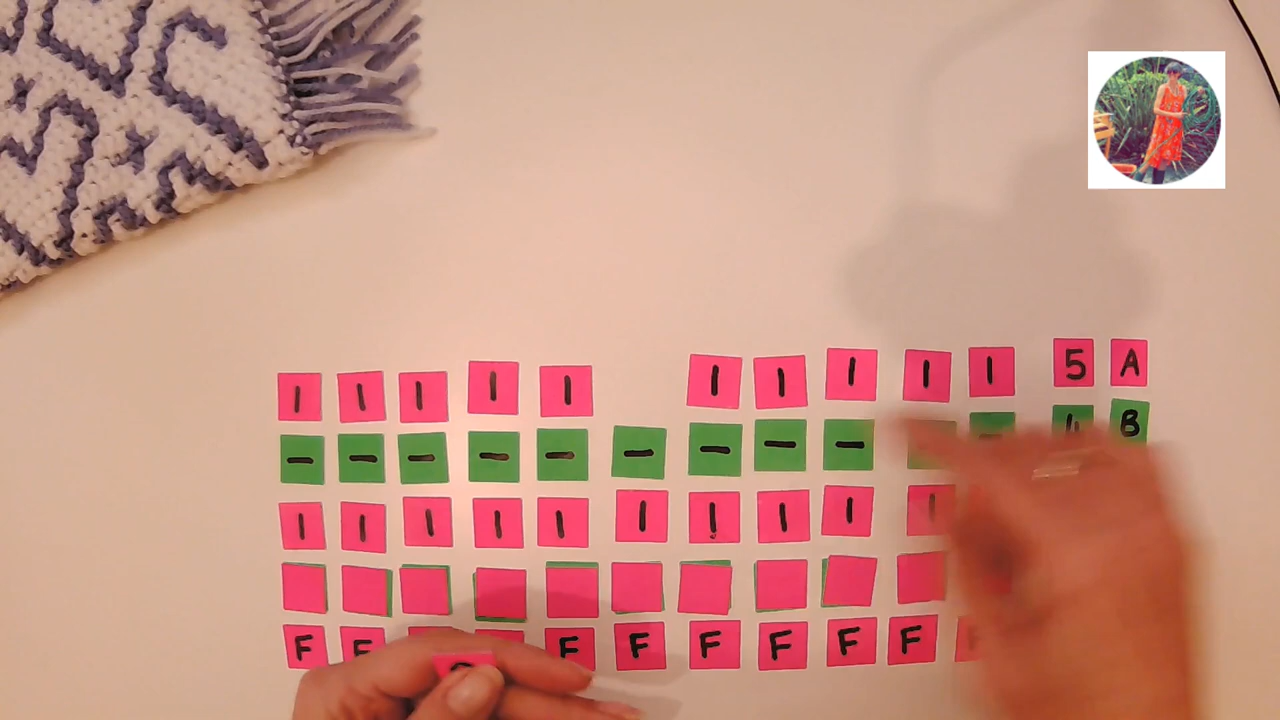 | | | | | | | | | | 5 A
— — — — — — — — — B
| | | | | | | | | |
F F F F F F F F